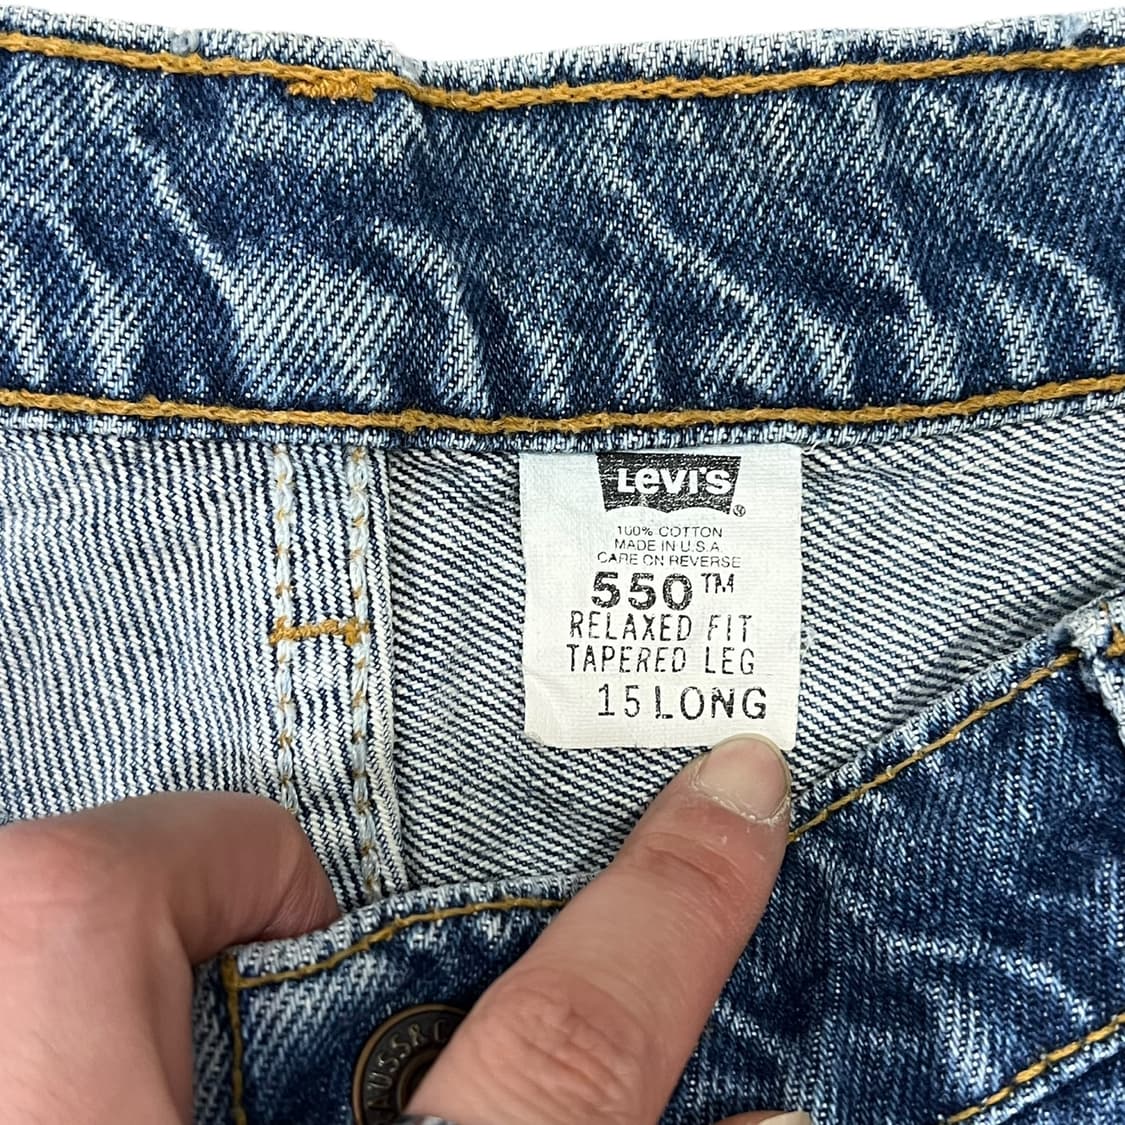 Levi's
®
100% COTTON
MADE IN U.S.A.
CARE ON REVERSE
550™
RELAXED FIT
TAPERED LEG
15 LONG